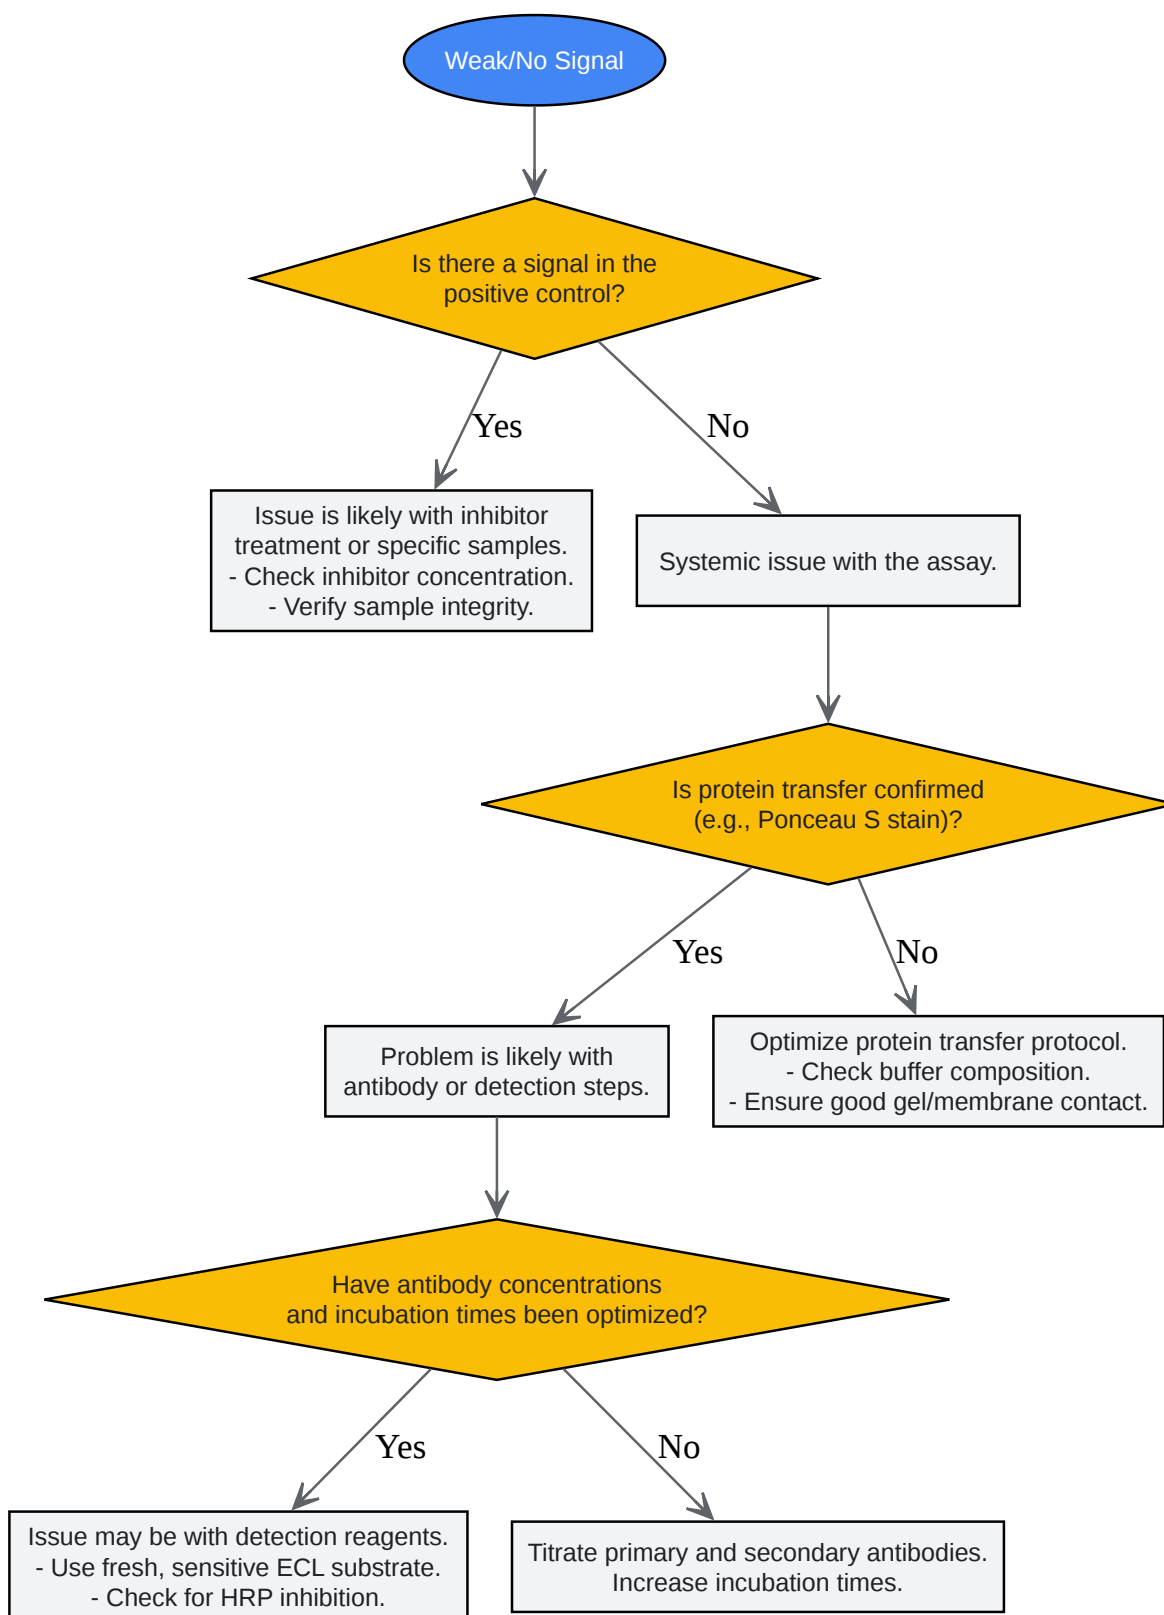 Weak/No Signal
Is there a signal in the
positive control?
Yes
No
Issue is likely with inhibitor
treatment or specific samples.
- Check inhibitor concentration.
- Verify sample integrity.
Systemic issue with the assay.
Is protein transfer confirmed
(e.g., Ponceau S stain)?
Yes
No
Problem is likely with
antibody or detection steps.
Optimize protein transfer protocol.
- Check buffer composition.
- Ensure good gel/membrane contact.
Have antibody concentrations
and incubation times been optimized?
Yes
No
Issue may be with detection reagents.
- Use fresh, sensitive ECL substrate.
- Check for HRP inhibition.
Titrate primary and secondary antibodies.
Increase incubation times.